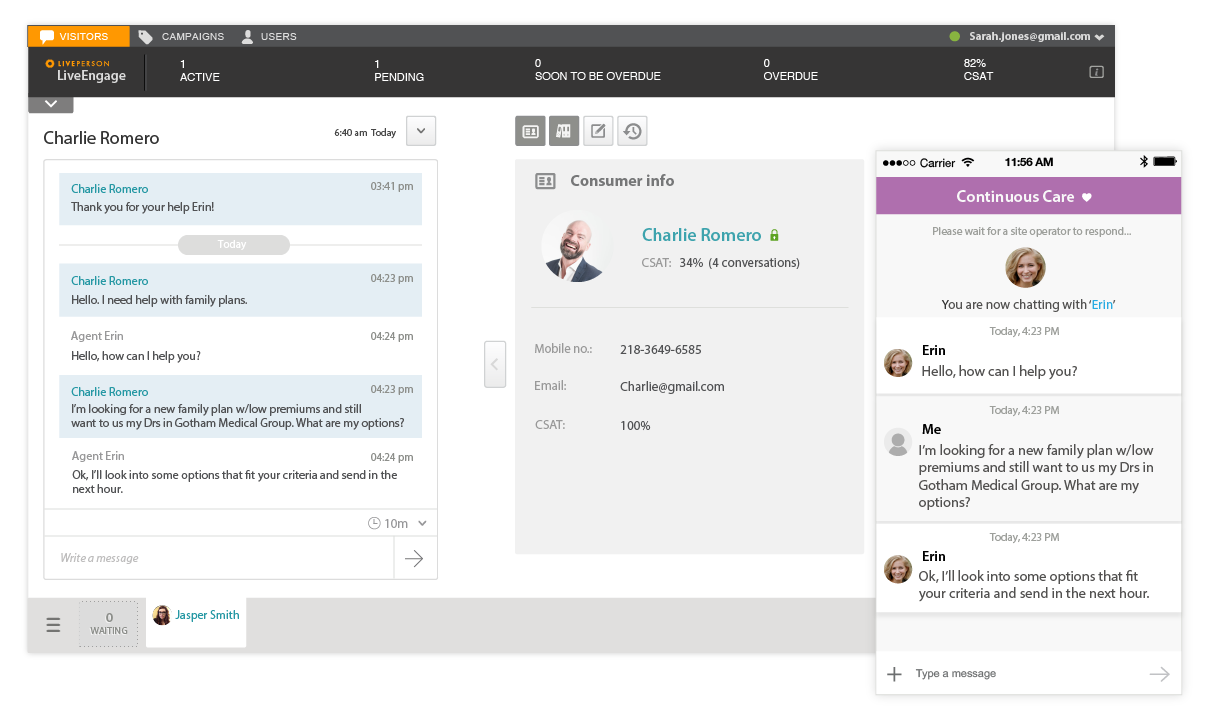 VISITORS
CAMPAIGNS
USERS
Sarah.jones@gmail.com
LIVEPERSON
LiveEngage
1
ACTIVE
1
PENDING
0
SOON TO BE OVERDUE
0
OVERDUE
82%
CSAT
i
Charlie Romero
6:40 am Today
Charlie Romero
03:41 pm
Thank you for your help Erin!
Today
Charlie Romero
04:23 pm
Hello. I need help with family plans.
Agent Erin
04:24 pm
Hello, how can I help you?
Charlie Romero
04:23 pm
I'm looking for a new family plan w/low premiums and still
want to us my Drs in Gotham Medical Group. What are my options?
Agent Erin
04:24 pm
Ok, I'll look into some options that fit your criteria and send in the
next hour.
10m
Write a message
0
WAITING
Jasper Smith
Consumer info
Charlie Romero
CSAT: 34% (4 conversations)
Mobile no.: 218-3649-6585
Email: Charlie@gmail.com
CSAT: 100%
Carrier
11:56 AM
Continuous Care
Please wait for a site operator to respond...
You are now chatting with 'Erin'
Today, 4:23 PM
Erin
Hello, how can I help you?
Today, 4:23 PM
Me
I'm looking for a new family plan w/low
premiums and still want to us my Drs in
Gotham Medical Group. What are my
options?
Today, 4:23 PM
Erin
Ok, I'll look into some options that fit
your criteria and send in the next hour.
Type a message